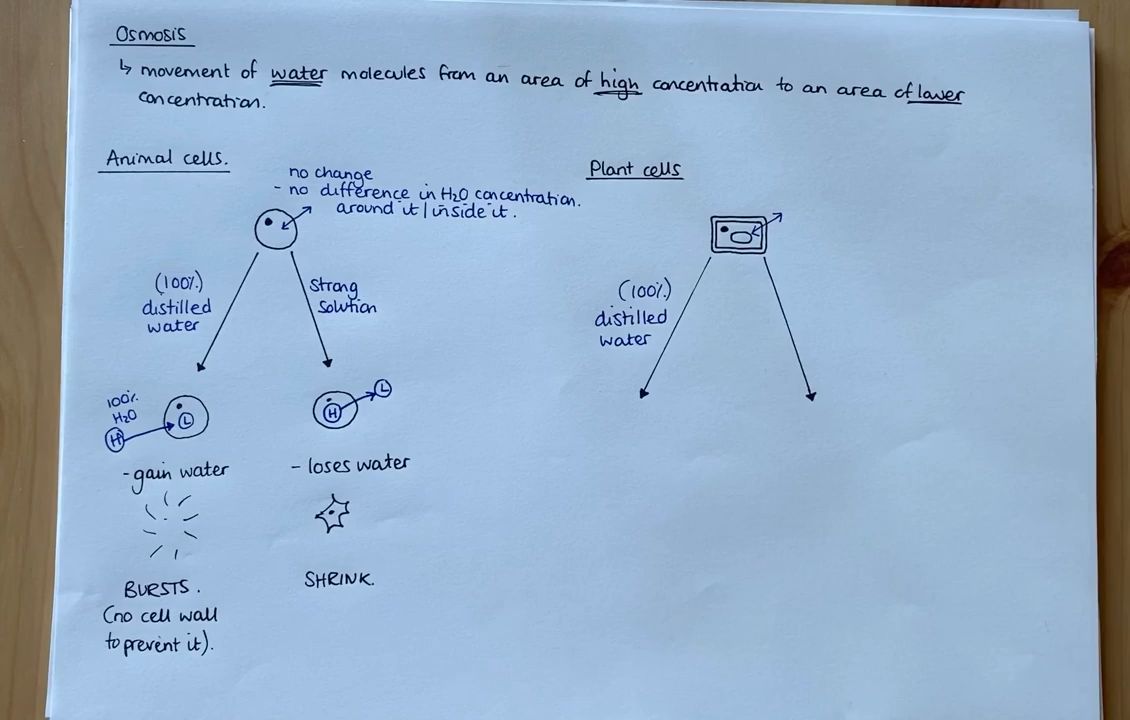 Osmosis
↳ movement of water molecules from an area of high concentration to an area of lower
concentration.
Animal cells.
no change
- no difference in H₂O concentration.
around it / inside it.
(100%)
distilled
water
strong
solution
100%
H₂O
H
L
- gain water
BURSTS.
(no cell wall
to prevent it).
H
L
- loses water
SHRINK.
Plant cells
(100%)
distilled
water